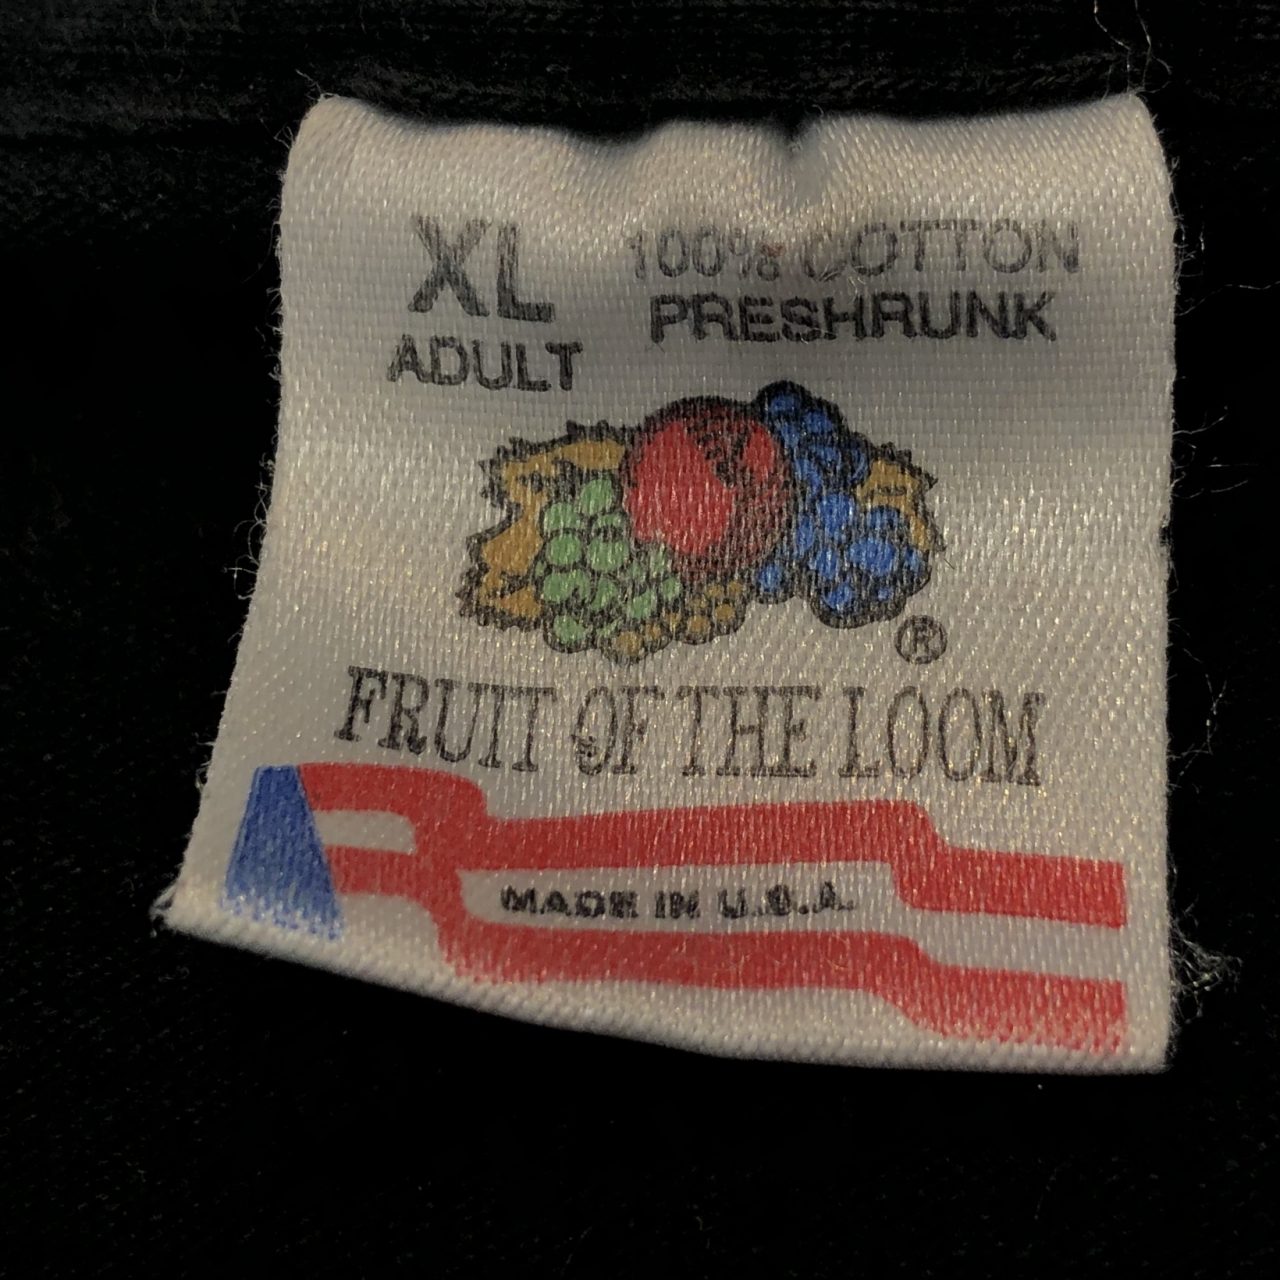 XL
ADULT
100% COTTON
PRESHRUNK
®
FRUIT OF THE LOOM
MADE IN U.S.A.